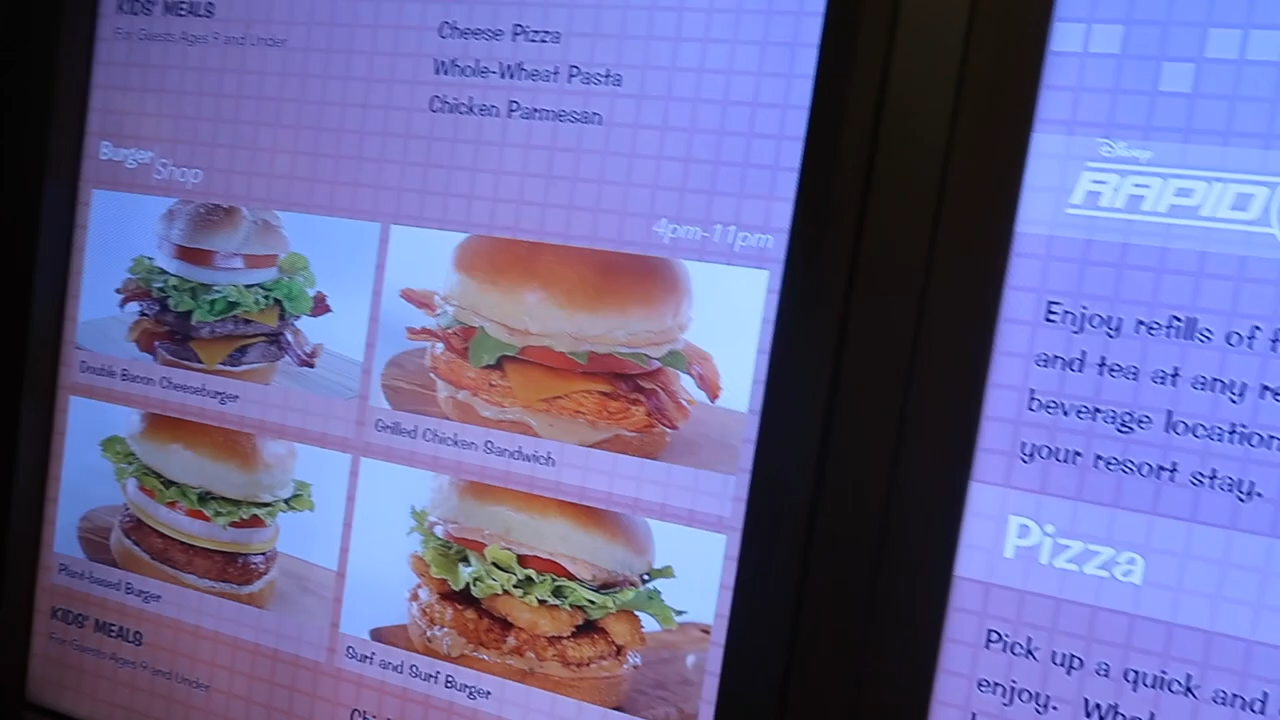 KIDS' MEALS
For Guests Ages 9 and Under
Cheese Pizza
Whole-Wheat Pasta
Chicken Parmesan
Burger Shop
4pm-11pm
Double Bacon Cheeseburger
Grilled Chicken Sandwich
Plant-based Burger
Surf and Surf Burger
KIDS' MEALS
For Guests Ages 9 and Under
Disney
RAPID
Enjoy refills of
and tea at any
beverage location
your resort stay.
Pizza
Pick up a quick and
enjoy.